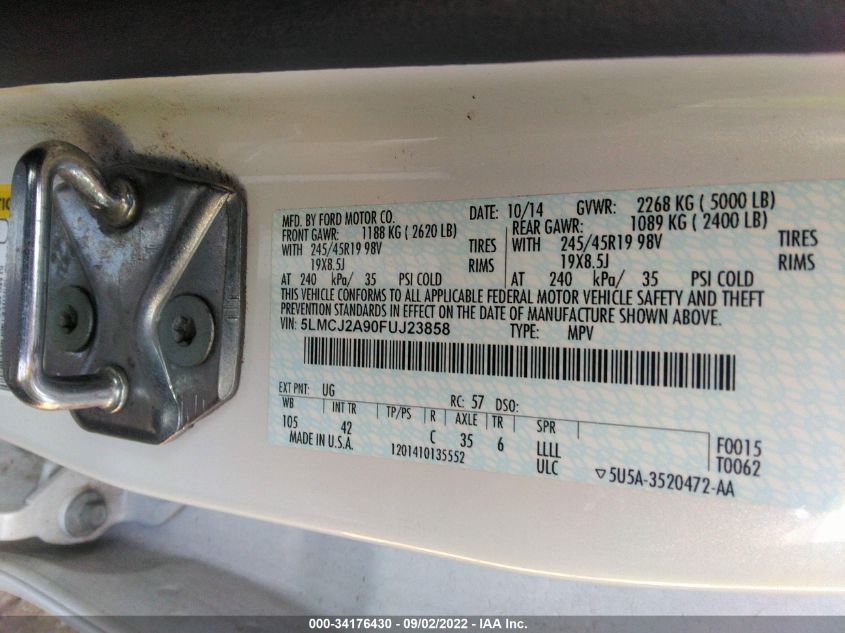 MFD. BY FORD MOTOR CO.
DATE: 10/14 GVWR: 2268 KG ( 5000 LB)
FRONT GAWR: 1188 KG ( 2620 LB) REAR GAWR: 1089 KG ( 2400 LB)
WITH 245/45R19 98V TIRES WITH 245/45R19 98V TIRES
19X8.5J RIMS 19X8.5J RIMS
AT 240 kPa/ 35 PSI COLD AT 240 kPa/ 35 PSI COLD
THIS VEHICLE CONFORMS TO ALL APPLICABLE FEDERAL MOTOR VEHICLE SAFETY AND THEFT
PREVENTION STANDARDS IN EFFECT ON THE DATE OF MANUFACTURE SHOWN ABOVE.
VIN: 5LMCJ2A90FUJ23858 TYPE: MPV
EXT PNT: UG RC: 57 DSO:
WB INT TR TP/PS R AXLE TR SPR
105 42 C 35 6 LLLL F0015
MADE IN U.S.A. 1201410135552 ULC T0062
5U5A-3520472-AA
000-34176430 - 09/02/2022 - IAA Inc.